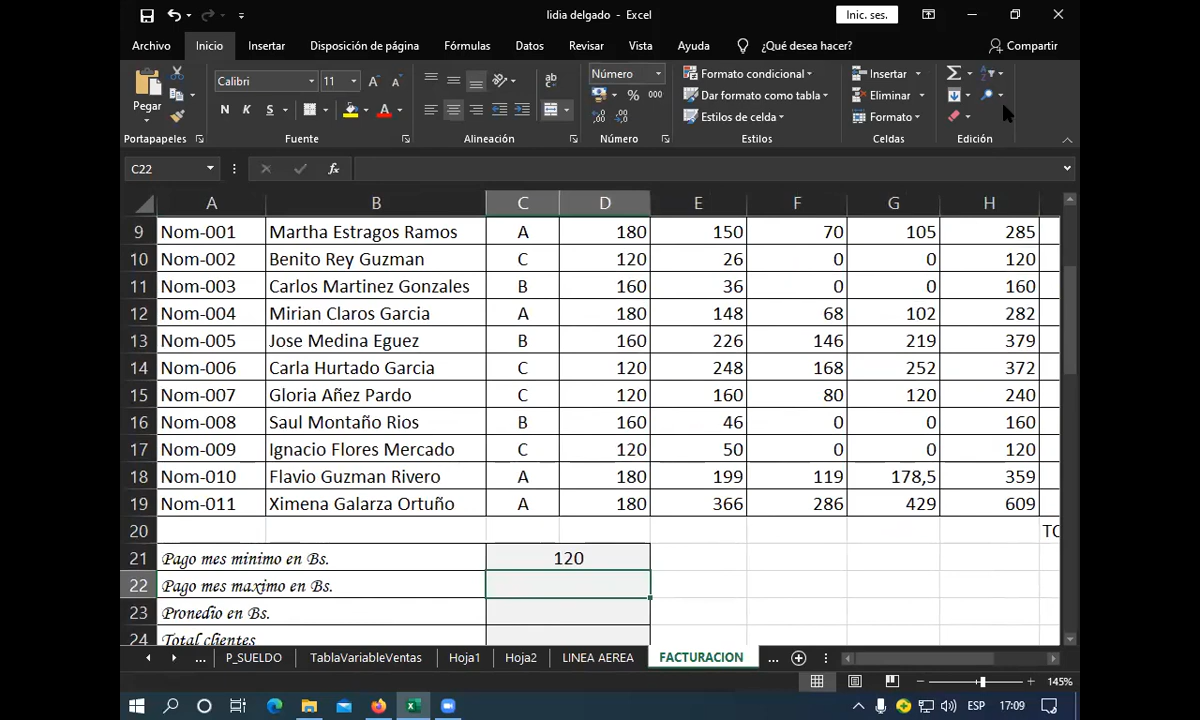 lidia delgado - Excel
Inic. ses.
Archivo Inicio Insertar Disposición de página Fórmulas Datos Revisar Vista Ayuda ¿Qué desea hacer? Compartir
Pegar
Portapapeles
Calibri 11
N K S
Fuente
Alineación
Número
% 000
Número
Formato condicional
Dar formato como tabla
Estilos de celda
Estilos
Insertar
Eliminar
Formato
Celdas
Edición
C22 fx
A B C D E F G H
9 Nom-001 Martha Estragos Ramos A 180 150 70 105 285
10 Nom-002 Benito Rey Guzman C 120 26 0 0 120
11 Nom-003 Carlos Martinez Gonzales B 160 36 0 0 160
12 Nom-004 Mirian Claros Garcia A 180 148 68 102 282
13 Nom-005 Jose Medina Eguez B 160 226 146 219 379
14 Nom-006 Carla Hurtado Garcia C 120 248 168 252 372
15 Nom-007 Gloria Añez Pardo C 120 160 80 120 240
16 Nom-008 Saul Montaño Rios B 160 46 0 0 160
17 Nom-009 Ignacio Flores Mercado C 120 50 0 0 120
18 Nom-010 Flavio Guzman Rivero A 180 199 119 178,5 359
19 Nom-011 Ximena Galarza Ortuño A 180 366 286 429 609
20 TO
21 Pago mes minimo en Bs. 120
22 Pago mes maximo en Bs.
23 Pronedio en Bs.
24 Total clientes
... P_SUELDO TablaVariableVentas Hoja1 Hoja2 LINEA AEREA FACTURACION ...
145%
ESP 17:09